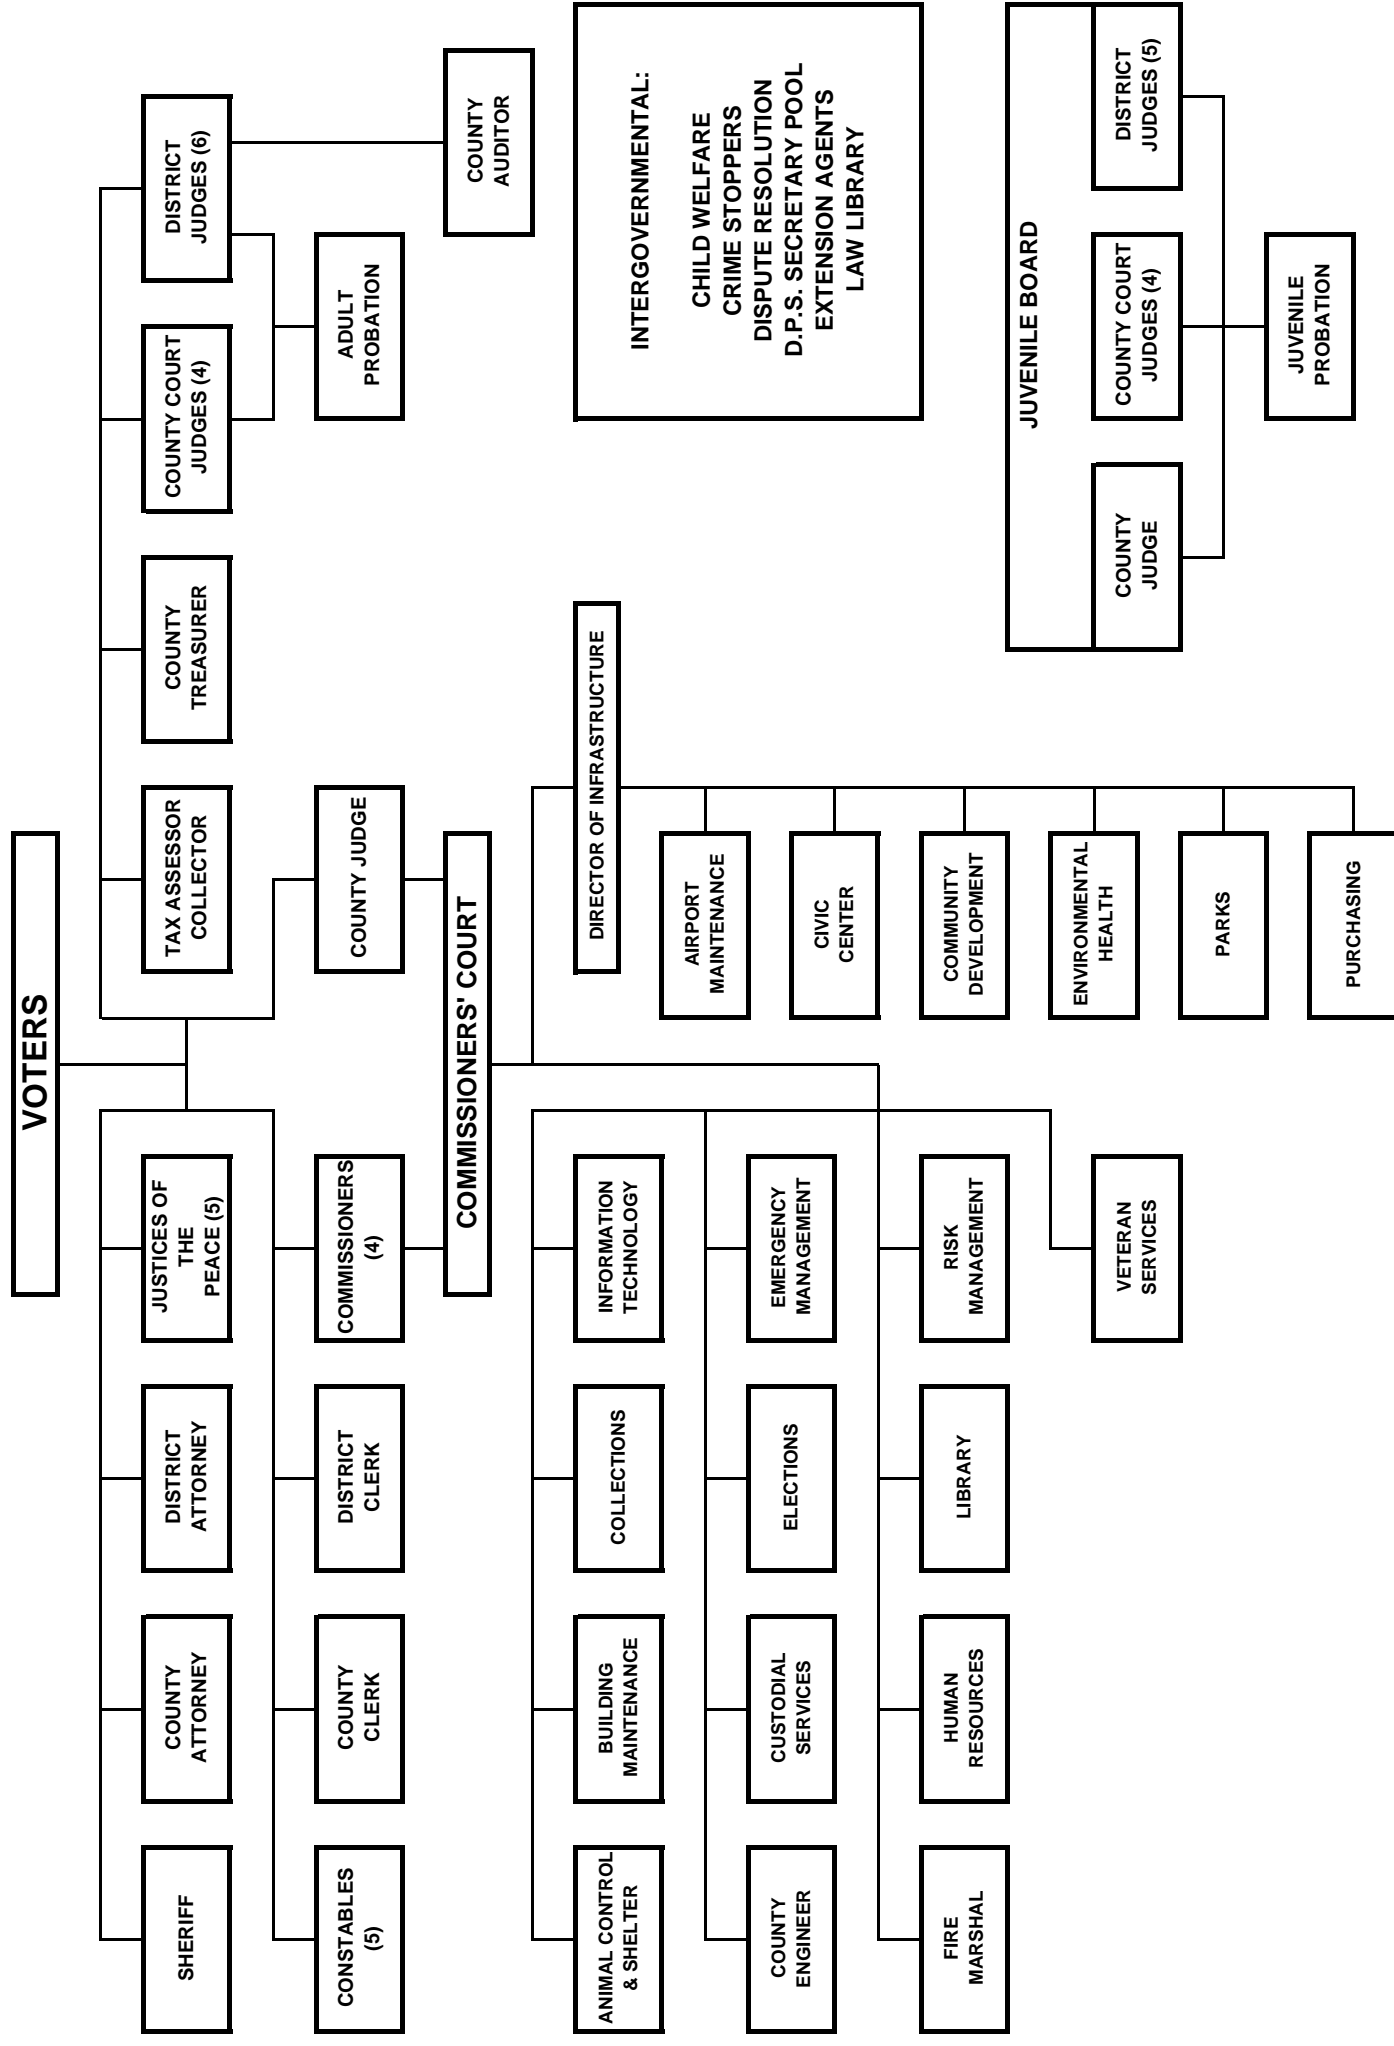 VOTERS
SHERIFF
COUNTY
ATTORNEY
DISTRICT
ATTORNEY
JUSTICES OF
THE
PEACE (5)
TAX ASSESSOR
COLLECTOR
COUNTY
TREASURER
COUNTY COURT
JUDGES (4)
DISTRICT
JUDGES (6)
CONSTABLES
(5)
COUNTY
CLERK
DISTRICT
CLERK
COMMISSIONERS
(4)
COUNTY JUDGE
ADULT
PROBATION
COMMISSIONERS' COURT
COUNTY
AUDITOR
ANIMAL CONTROL
& SHELTER
BUILDING
MAINTENANCE
COLLECTIONS
INFORMATION
TECHNOLOGY
DIRECTOR OF INFRASTRUCTURE
COUNTY
ENGINEER
CUSTODIAL
SERVICES
ELECTIONS
EMERGENCY
MANAGEMENT
FIRE
MARSHAL
HUMAN
RESOURCES
LIBRARY
RISK
MANAGEMENT
VETERAN
SERVICES
AIRPORT
MAINTENANCE
CIVIC
CENTER
COMMUNITY
DEVELOPMENT
ENVIRONMENTAL
HEALTH
PARKS
PURCHASING
INTERGOVERNMENTAL:
CHILD WELFARE
CRIME STOPPERS
DISPUTE RESOLUTION
D.P.S. SECRETARY POOL
EXTENSION AGENTS
LAW LIBRARY
JUVENILE BOARD
COUNTY
JUDGE
COUNTY COURT
JUDGES (4)
DISTRICT
JUDGES (5)
JUVENILE
PROBATION